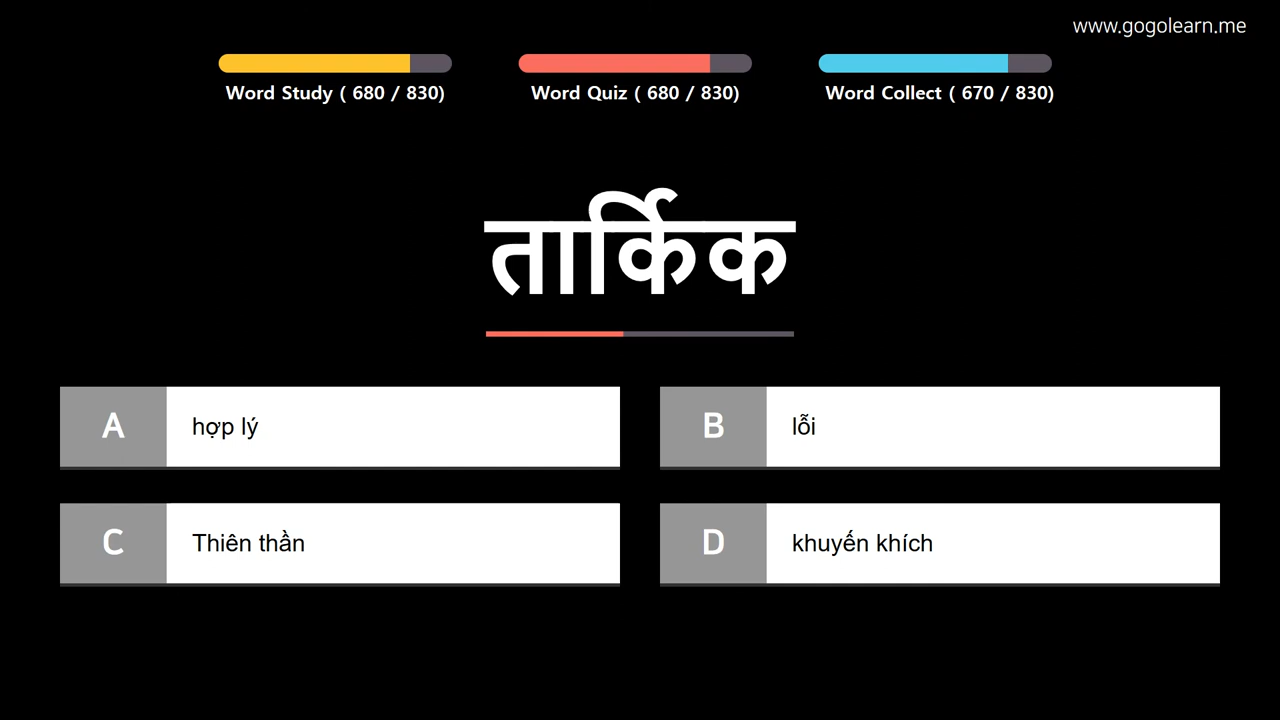 www.gogolearn.me
Word Study ( 680 / 830)
Word Quiz ( 680 / 830)
Word Collect ( 670 / 830)
तार्किक
A hợp lý
B lỗi
C Thiên thần
D khuyến khích